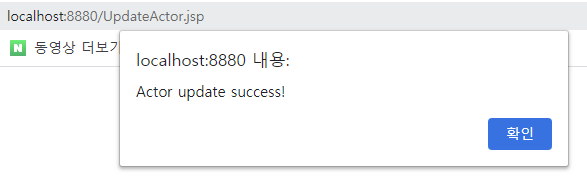 localhost:8880/UpdateActor.jsp
N 동영상 더보기
localhost:8880 내용:
Actor update success!
확인